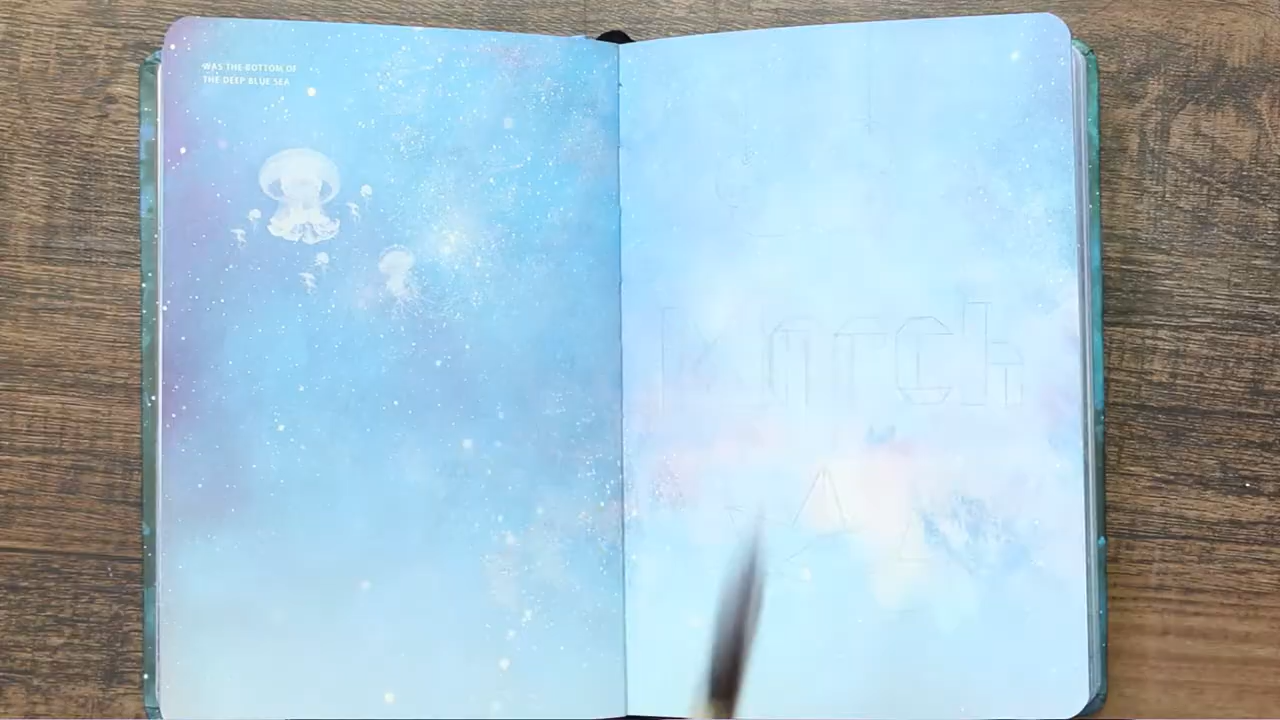 WAS THE BOTTOM OF
THE DEEP BLUE SEA
March